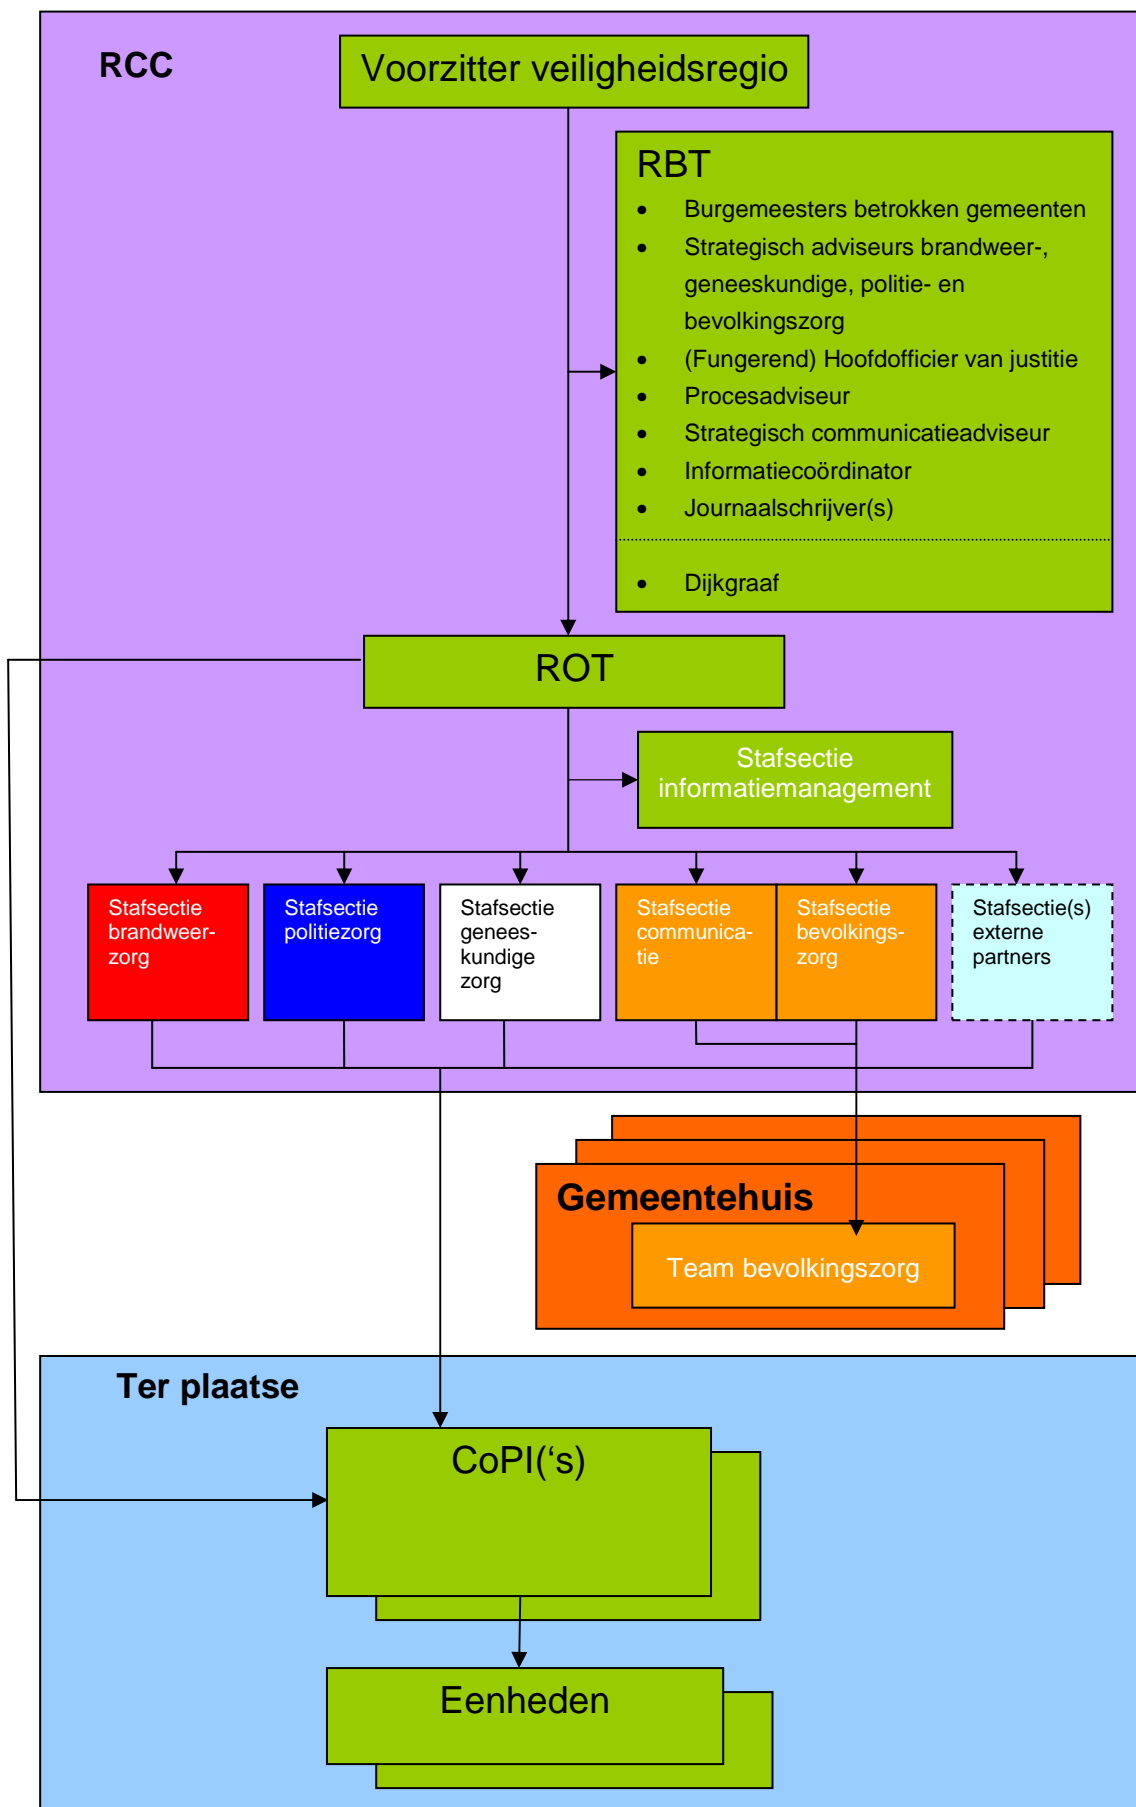 RCC
Voorzitter veiligheidsregio
RBT
• Burgemeesters betrokken gemeenten
• Strategisch adviseurs brandweer-,
geneeskundige, politie- en
bevolkingszorg
• (Fungerend) Hoofdofficier van justitie
• Procesadviseur
• Strategisch communicatieadviseur
• Informatiecoördinator
• Journaalschrijver(s)
• Dijkgraaf
ROT
Stafsectie
informatiemanagement
Stafsectie
brandweer-
zorg
Stafsectie
politiezorg
Stafsectie
genees-
kundige
zorg
Stafsectie
communica-
tie
Stafsectie
bevolkings-
zorg
Stafsectie(s)
externe
partners
Gemeentehuis
Team bevolkingszorg
Ter plaatse
CoPI(‘s)
Eenheden